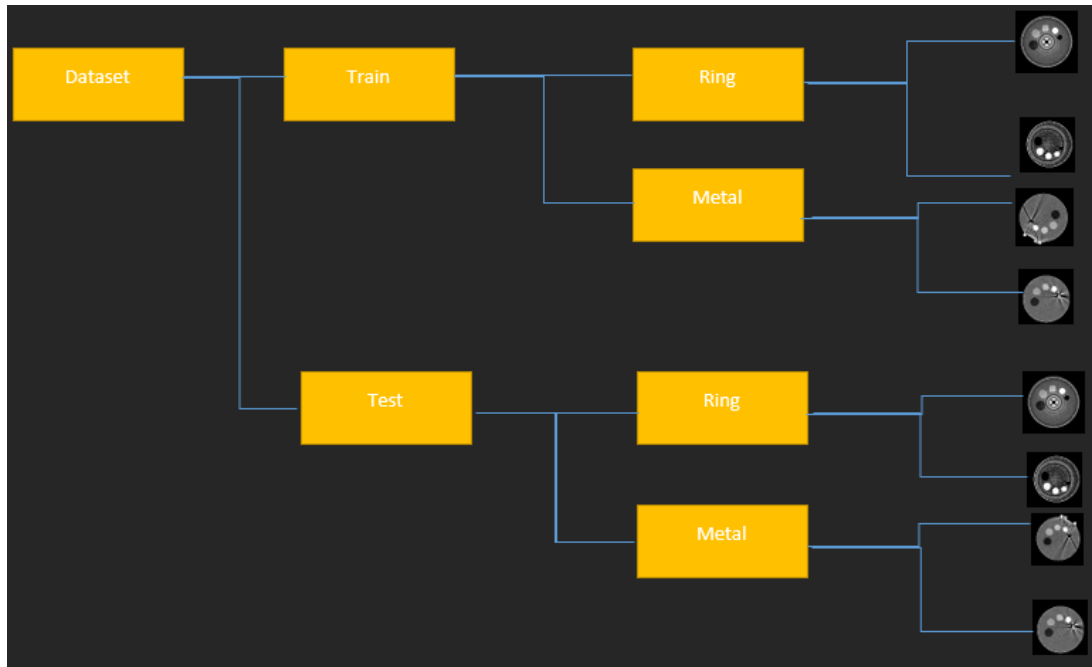 Dataset
Train
Ring
Metal
Test
Ring
Metal